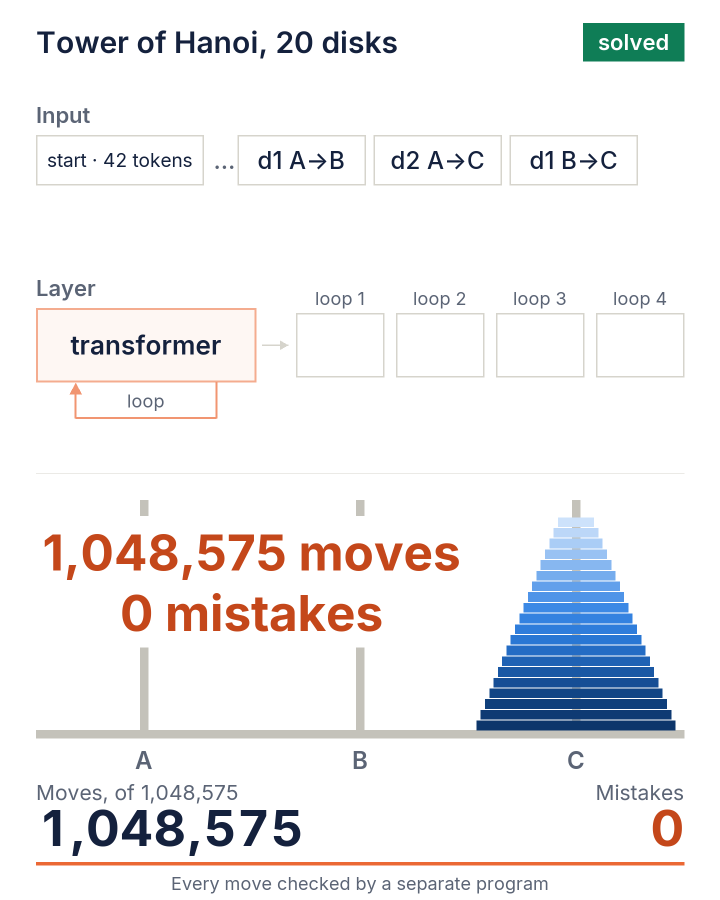 Tower of Hanoi, 20 disks
solved
Input
start · 42 tokens ... d1 A→B d2 A→C d1 B→C
Layer
loop 1 loop 2 loop 3 loop 4
transformer
loop
1,048,575 moves
0 mistakes
A B C
Moves, of 1,048,575
Mistakes
1,048,575
0
Every move checked by a separate program